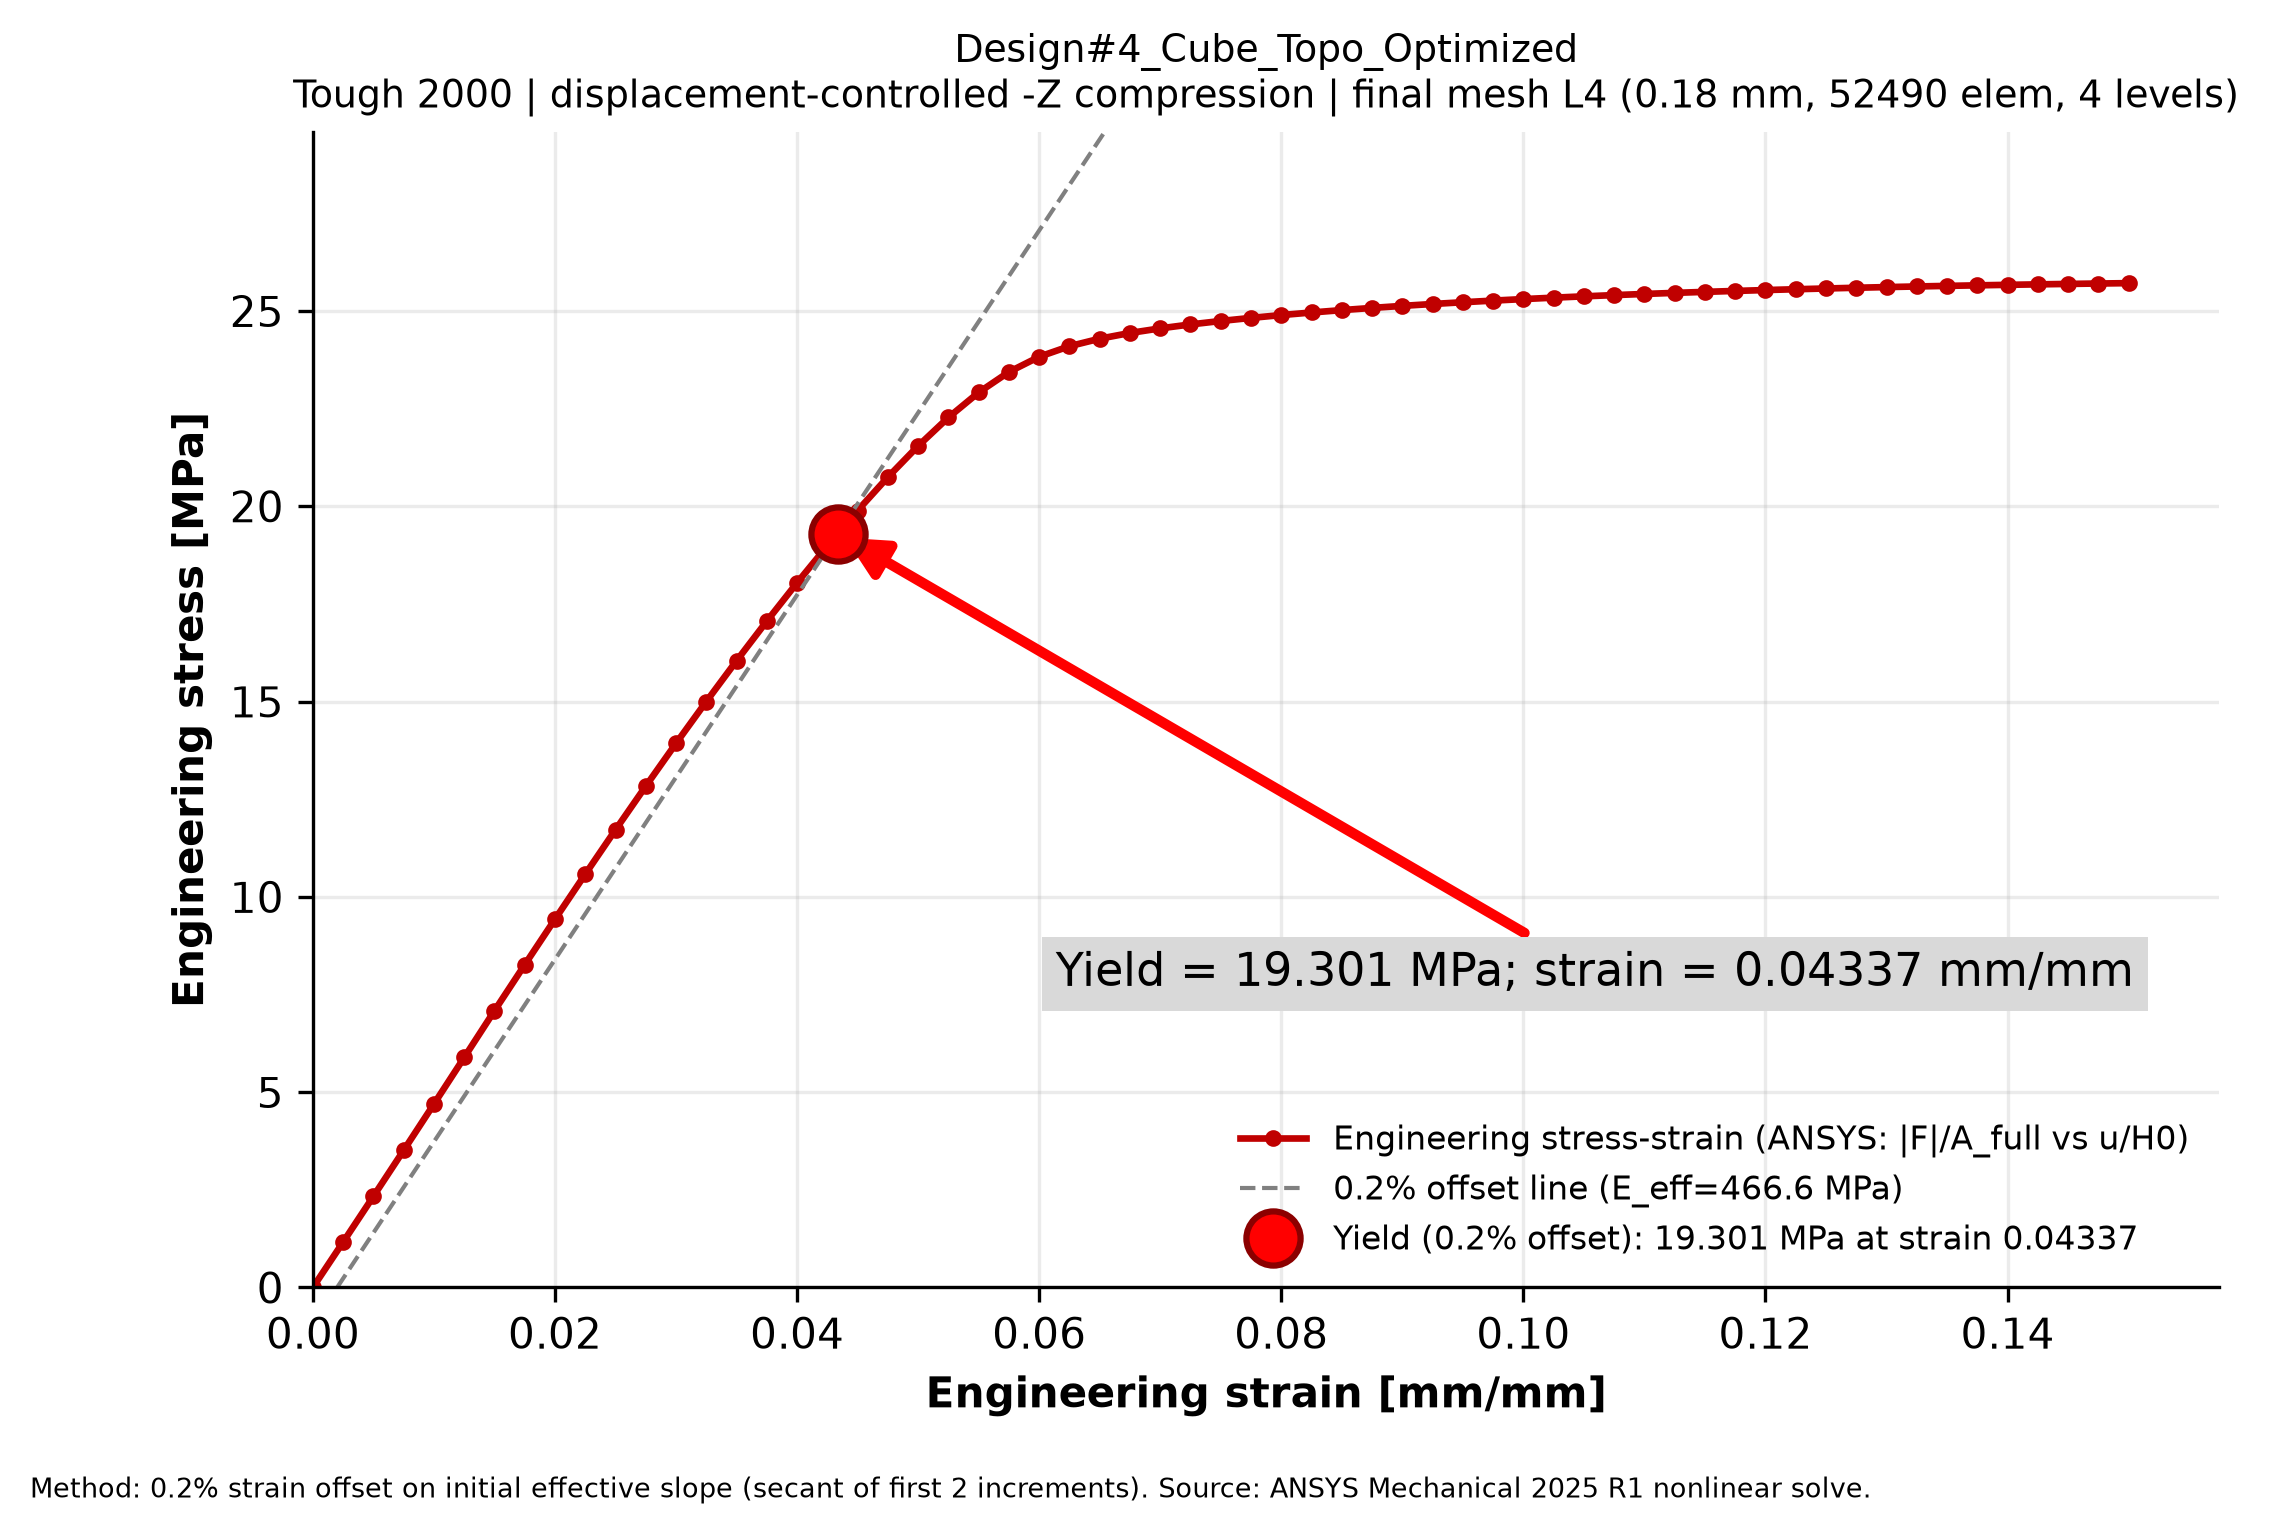 Design#4_Cube_Topo_Optimized
Tough 2000 | displacement-controlled -Z compression | final mesh L4 (0.18 mm, 52490 elem, 4 levels)
Engineering stress [MPa]
25
20
15
10
5
0
Yield = 19.301 MPa; strain = 0.04337 mm/mm
Engineering stress-strain (ANSYS: |F|/A_full vs u/H0)
0.2% offset line (E_eff=466.6 MPa)
Yield (0.2% offset): 19.301 MPa at strain 0.04337
0.00 0.02 0.04 0.06 0.08 0.10 0.12 0.14
Engineering strain [mm/mm]
Method: 0.2% strain offset on initial effective slope (secant of first 2 increments). Source: ANSYS Mechanical 2025 R1 nonlinear solve.